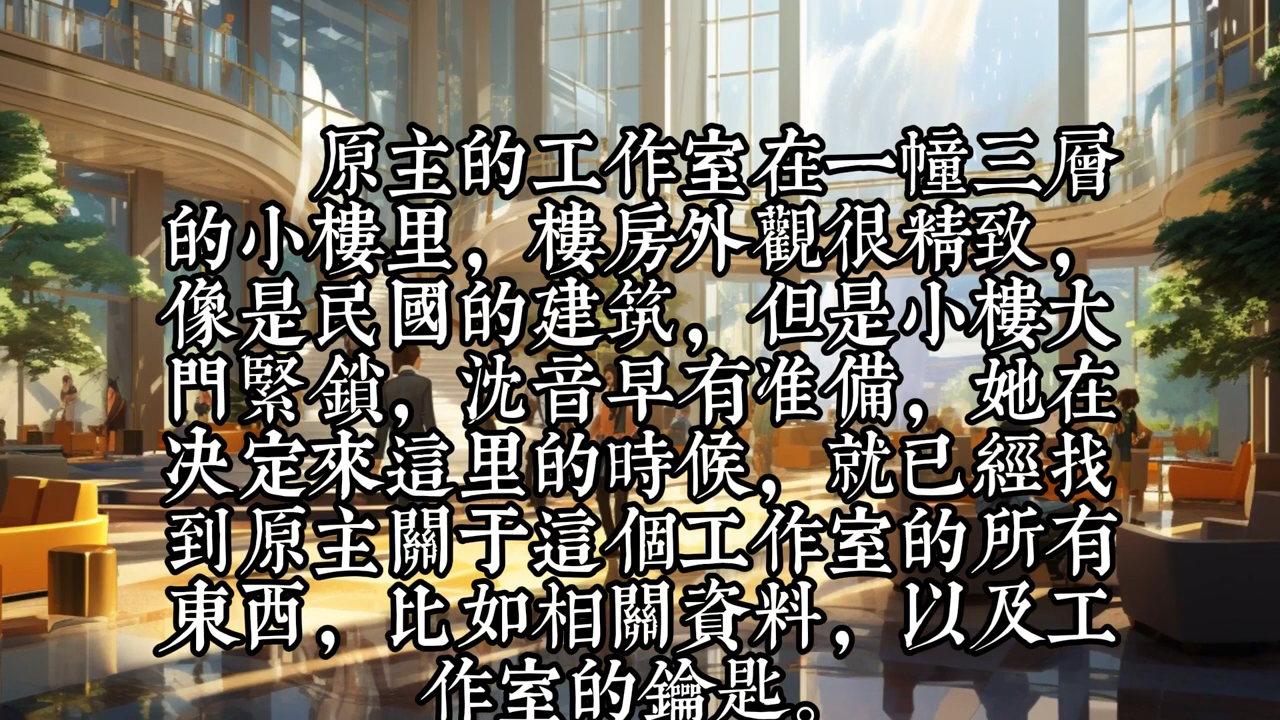 原主的工作室在一幢三層
的小樓里，樓房外觀很精致，
像是民國的建筑，但是小樓大
門緊鎖，沈音早有准備，她在
決定來這里的時候，就已經找
到原主關于這個工作室的所有
東西，比如相關資料，以及工
作室的鑰匙。